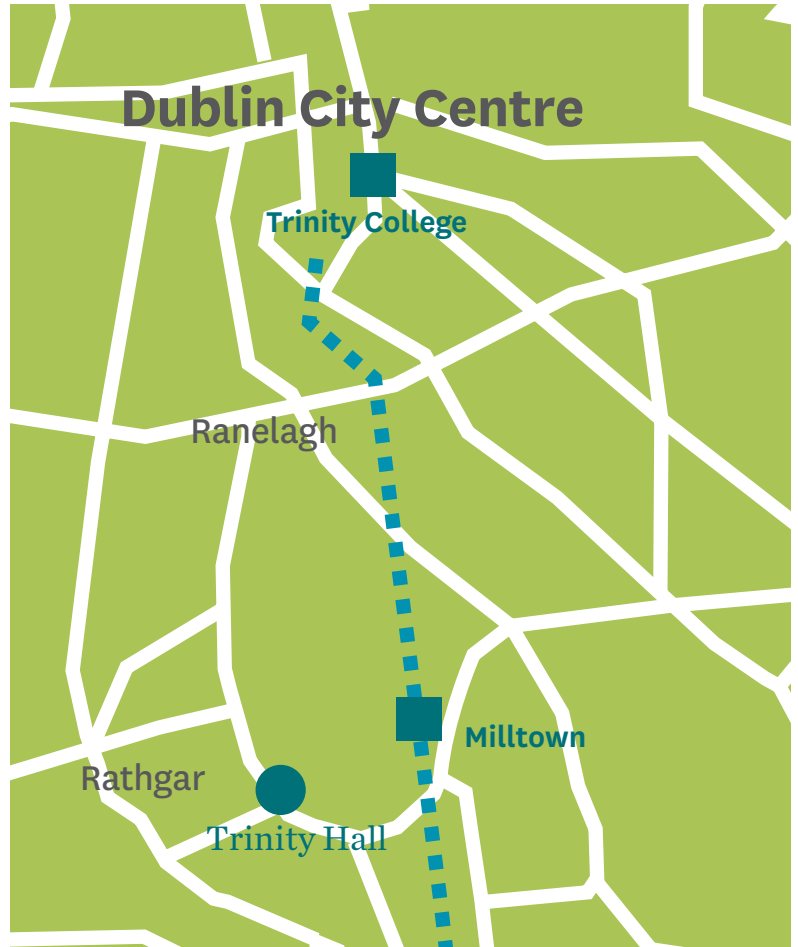 Dublin City Centre
Trinity College
Ranelagh
Milltown
Rathgar
Trinity Hall